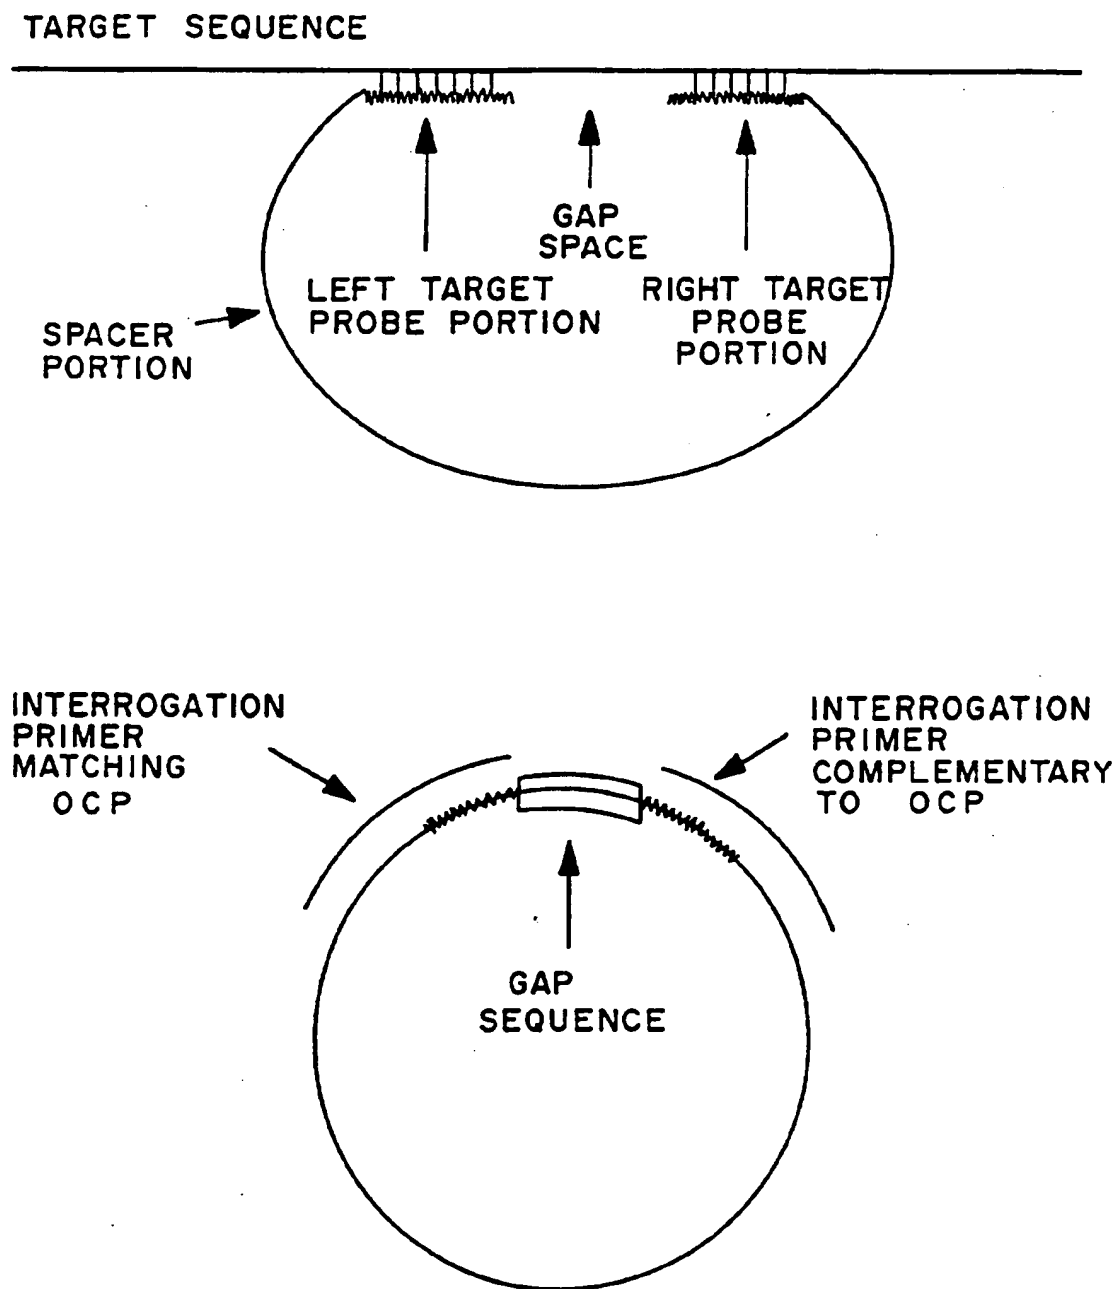 TARGET SEQUENCE
GAP
SPACE
LEFT TARGET
PROBE PORTION
RIGHT TARGET
PROBE
PORTION
SPACER
PORTION
INTERROGATION
PRIMER
MATCHING
OCP
INTERROGATION
PRIMER
COMPLEMENTARY
TO OCP
GAP
SEQUENCE